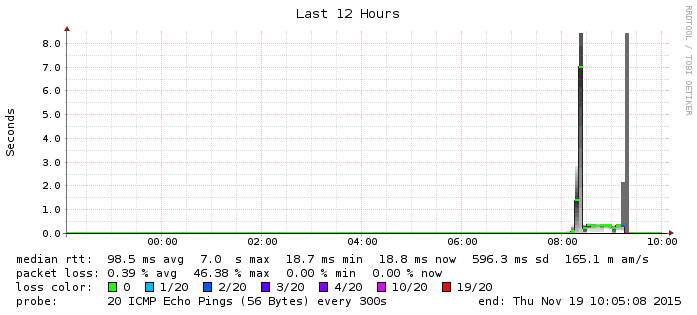 Last 12 Hours
RRDTOOL / TOBI OETIKER
Seconds
8.0
7.0
6.0
5.0
4.0
3.0
2.0
1.0
0.0
00:00 02:00 04:00 06:00 08:00 10:00
median rtt: 98.5 ms avg 7.0 s max 18.7 ms min 18.8 ms now 596.3 ms sd 165.1 m am/s
packet loss: 0.39 % avg 46.38 % max 0.00 % min 0.00 % now
loss color: 0 1/20 2/20 3/20 4/20 10/20 19/20
probe: 20 ICMP Echo Pings (56 Bytes) every 300s end: Thu Nov 19 10:05:08 2015